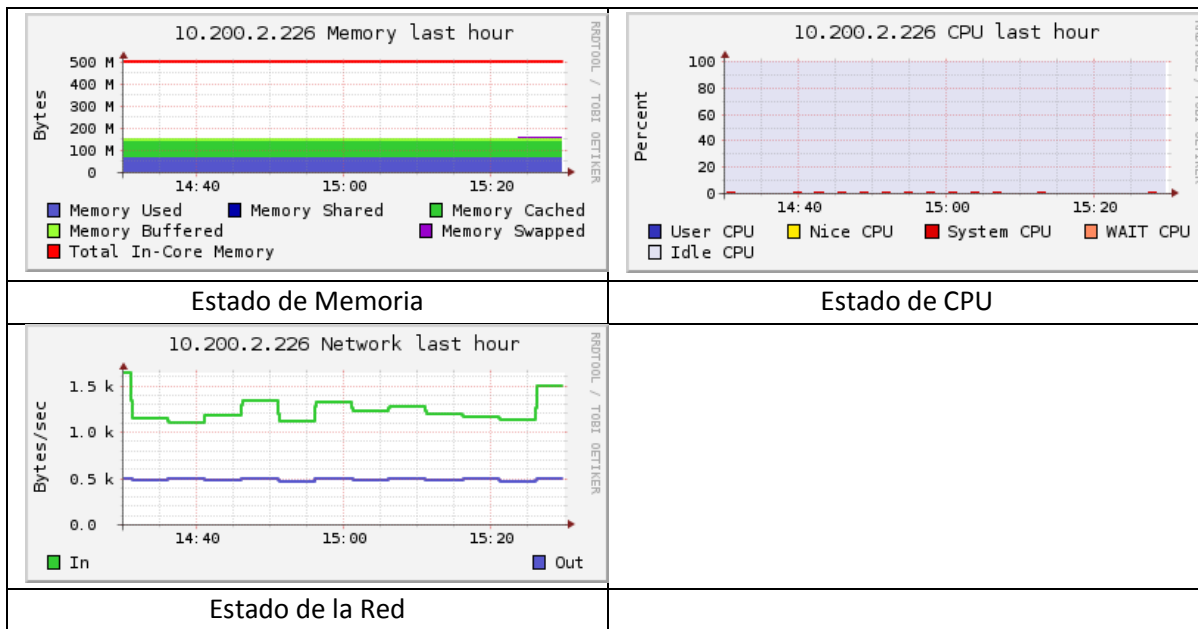 10.200.2.226 Memory last hour
RRDTOOL / TOBI OETIKER
Bytes
500 M
400 M
300 M
200 M
100 M
0
14:40 15:00 15:20
Memory Used Memory Shared Memory Cached
Memory Buffered Memory Swapped
Total In-Core Memory
10.200.2.226 CPU last hour
RRDTOOL / TOBI OETIKER
Percent
100
80
60
40
20
0
14:40 15:00 15:20
User CPU Nice CPU System CPU WAIT CPU
Idle CPU
Estado de Memoria
Estado de CPU
10.200.2.226 Network last hour
RRDTOOL / TOBI OETIKER
Bytes/sec
1.5 k
1.0 k
0.5 k
0.0
14:40 15:00 15:20
In Out
Estado de la Red